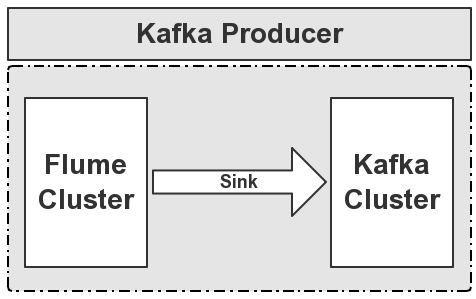 Kafka Producer
Flume
Cluster
Sink
Kafka
Cluster